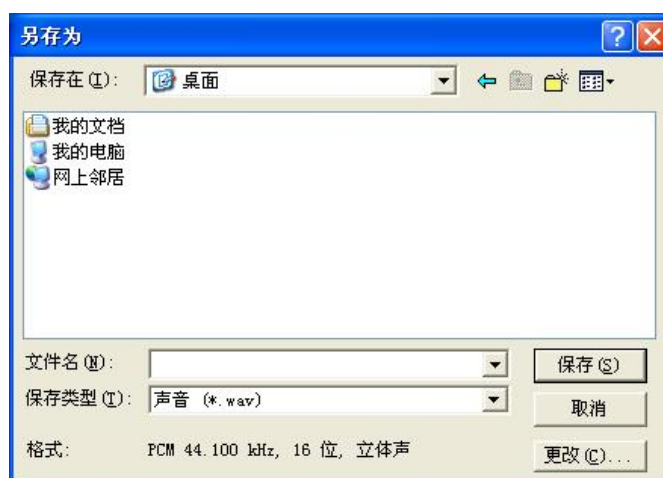 另存为
保存在(I): 桌面
我的文档
我的电脑
网上邻居
文件名(N): 保存(S)
保存类型(T): 声音 (*.wav) 取消
格式: PCM 44.100 kHz, 16 位, 立体声 更改(C)...